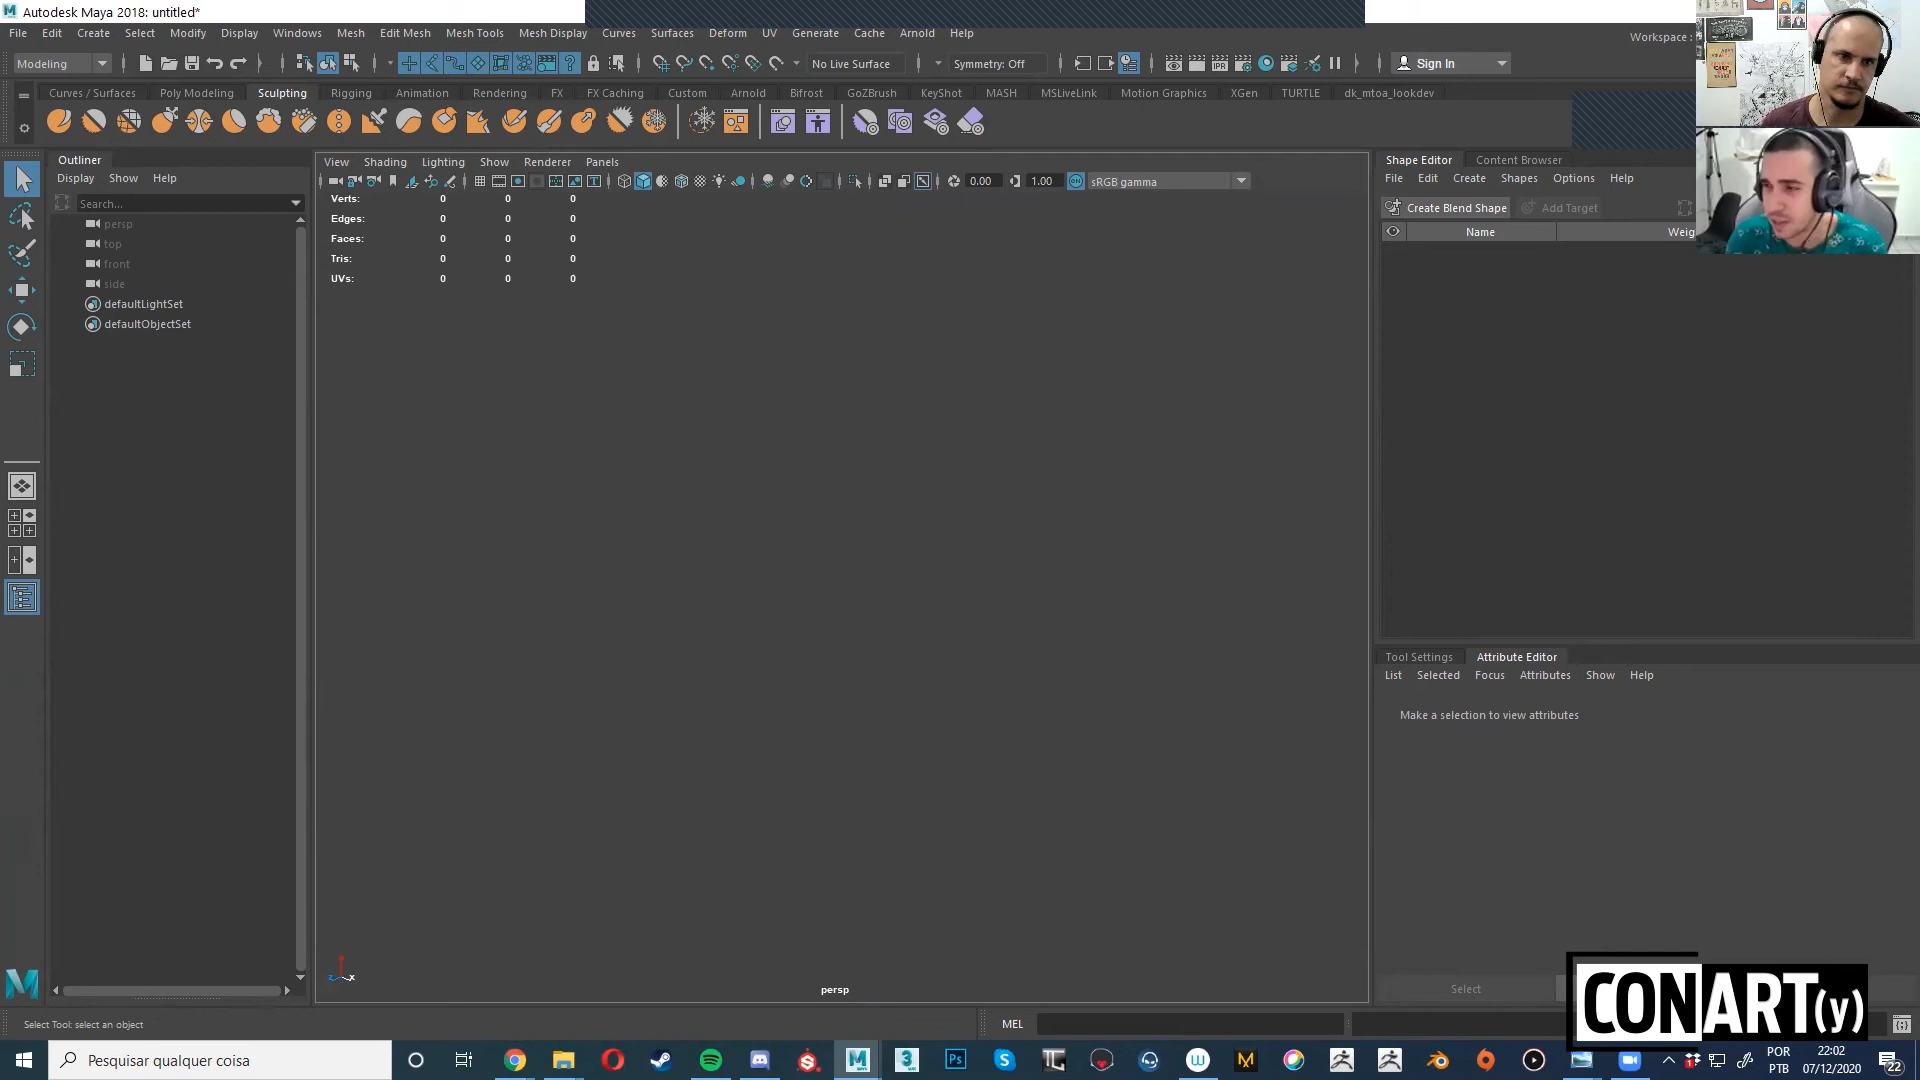 Autodesk Maya 2018: untitled*
File Edit Create Select Modify Display Windows Mesh Edit Mesh Mesh Tools Mesh Display Curves Surfaces Deform UV Generate Cache Arnold Help
Workspace :
Modeling No Live Surface Symmetry: Off Sign In
Curves / Surfaces Poly Modeling Sculpting Rigging Animation Rendering FX FX Caching Custom Arnold Bifrost GoZBrush KeyShot MASH MSLiveLink Motion Graphics XGen TURTLE dk_mtoa_lookdev
Outliner
Display Show Help
Search...
persp
top
front
side
defaultLightSet
defaultObjectSet
View Shading Lighting Show Renderer Panels
0.00 1.00 sRGB gamma
Verts: 0 0 0
Edges: 0 0 0
Faces: 0 0 0
Tris: 0 0 0
UVs: 0 0 0
z x
persp
Shape Editor Content Browser
File Edit Create Shapes Options Help
Create Blend Shape Add Target
Name Weig
Tool Settings Attribute Editor
List Selected Focus Attributes Show Help
Make a selection to view attributes
Select
CONART(y)
Select Tool: select an object
MEL
Pesquisar qualquer coisa
POR
PTB
22:02
07/12/2020
22